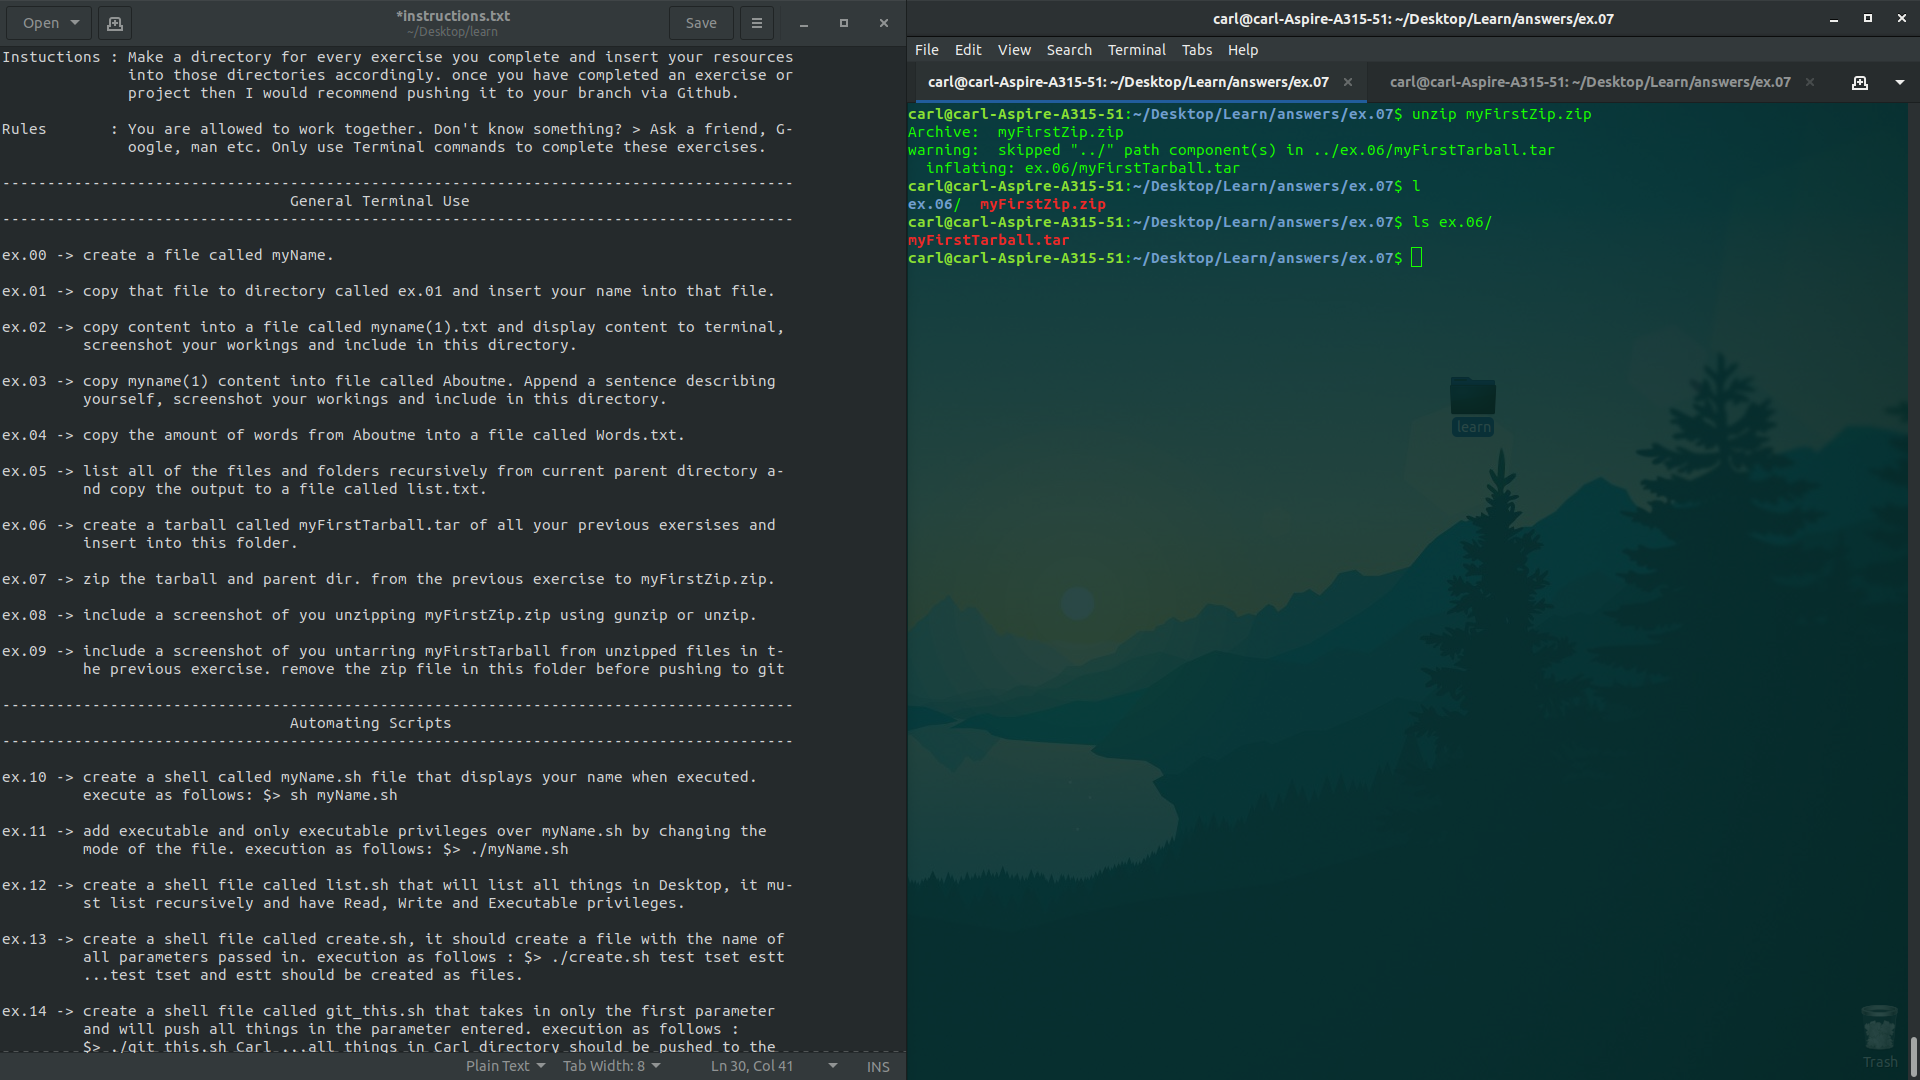 Open
*instructions.txt
~/Desktop/learn
Save
Instuctions : Make a directory for every exercise you complete and insert your resources
into those directories accordingly. once you have completed an exercise or
project then I would recommend pushing it to your branch via Github.
Rules : You are allowed to work together. Don't know something? > Ask a friend, G-
oogle, man etc. Only use Terminal commands to complete these exercises.
----------------------------------------------------------------------------------------
General Terminal Use
----------------------------------------------------------------------------------------
ex.00 -> create a file called myName.
ex.01 -> copy that file to directory called ex.01 and insert your name into that file.
ex.02 -> copy content into a file called myname(1).txt and display content to terminal,
screenshot your workings and include in this directory.
ex.03 -> copy myname(1) content into file called Aboutme. Append a sentence describing
yourself, screenshot your workings and include in this directory.
ex.04 -> copy the amount of words from Aboutme into a file called Words.txt.
ex.05 -> list all of the files and folders recursively from current parent directory a-
nd copy the output to a file called list.txt.
ex.06 -> create a tarball called myFirstTarball.tar of all your previous exersises and
insert into this folder.
ex.07 -> zip the tarball and parent dir. from the previous exercise to myFirstZip.zip.
ex.08 -> include a screenshot of you unzipping myFirstZip.zip using gunzip or unzip.
ex.09 -> include a screenshot of you untarring myFirstTarball from unzipped files in t-
he previous exercise. remove the zip file in this folder before pushing to git
----------------------------------------------------------------------------------------
Automating Scripts
----------------------------------------------------------------------------------------
ex.10 -> create a shell called myName.sh file that displays your name when executed.
execute as follows: $> sh myName.sh
ex.11 -> add executable and only executable privileges over myName.sh by changing the
mode of the file. execution as follows: $> ./myName.sh
ex.12 -> create a shell file called list.sh that will list all things in Desktop, it mu-
st list recursively and have Read, Write and Executable privileges.
ex.13 -> create a shell file called create.sh, it should create a file with the name of
all parameters passed in. execution as follows : $> ./create.sh test tset estt
...test tset and estt should be created as files.
ex.14 -> create a shell file called git_this.sh that takes in only the first parameter
and will push all things in the parameter entered. execution as follows :
$> ./git_this.sh Carl ...all things in Carl directory should be pushed to the
Plain Text Tab Width: 8 Ln 30, Col 41 INS
carl@carl-Aspire-A315-51: ~/Desktop/Learn/answers/ex.07
File Edit View Search Terminal Tabs Help
carl@carl-Aspire-A315-51: ~/Desktop/Learn/answers/ex.07 carl@carl-Aspire-A315-51: ~/Desktop/Learn/answers/ex.07
carl@carl-Aspire-A315-51:~/Desktop/Learn/answers/ex.07$ unzip myFirstZip.zip
Archive: myFirstZip.zip
warning: skipped "../" path component(s) in ../ex.06/myFirstTarball.tar
inflating: ex.06/myFirstTarball.tar
carl@carl-Aspire-A315-51:~/Desktop/Learn/answers/ex.07$ l
ex.06/ myFirstZip.zip
carl@carl-Aspire-A315-51:~/Desktop/Learn/answers/ex.07$ ls ex.06/
myFirstTarball.tar
carl@carl-Aspire-A315-51:~/Desktop/Learn/answers/ex.07$
learn
Trash